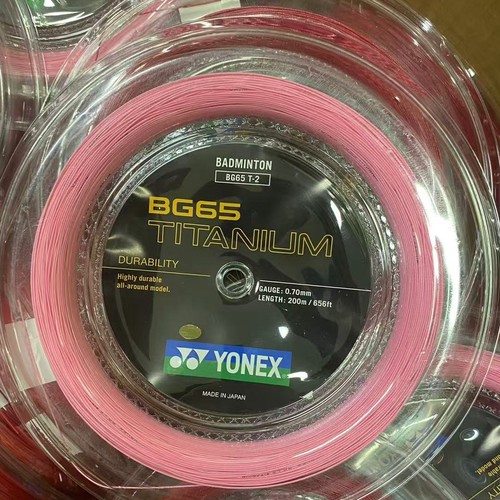 BADMINTON
BG65 T-2
BG65
TITANIUM
DURABILITY
Highly durable
all-around model.
GAUGE : 0.70mm
LENGTH : 200m / 656ft
YONEX
MADE IN JAPAN